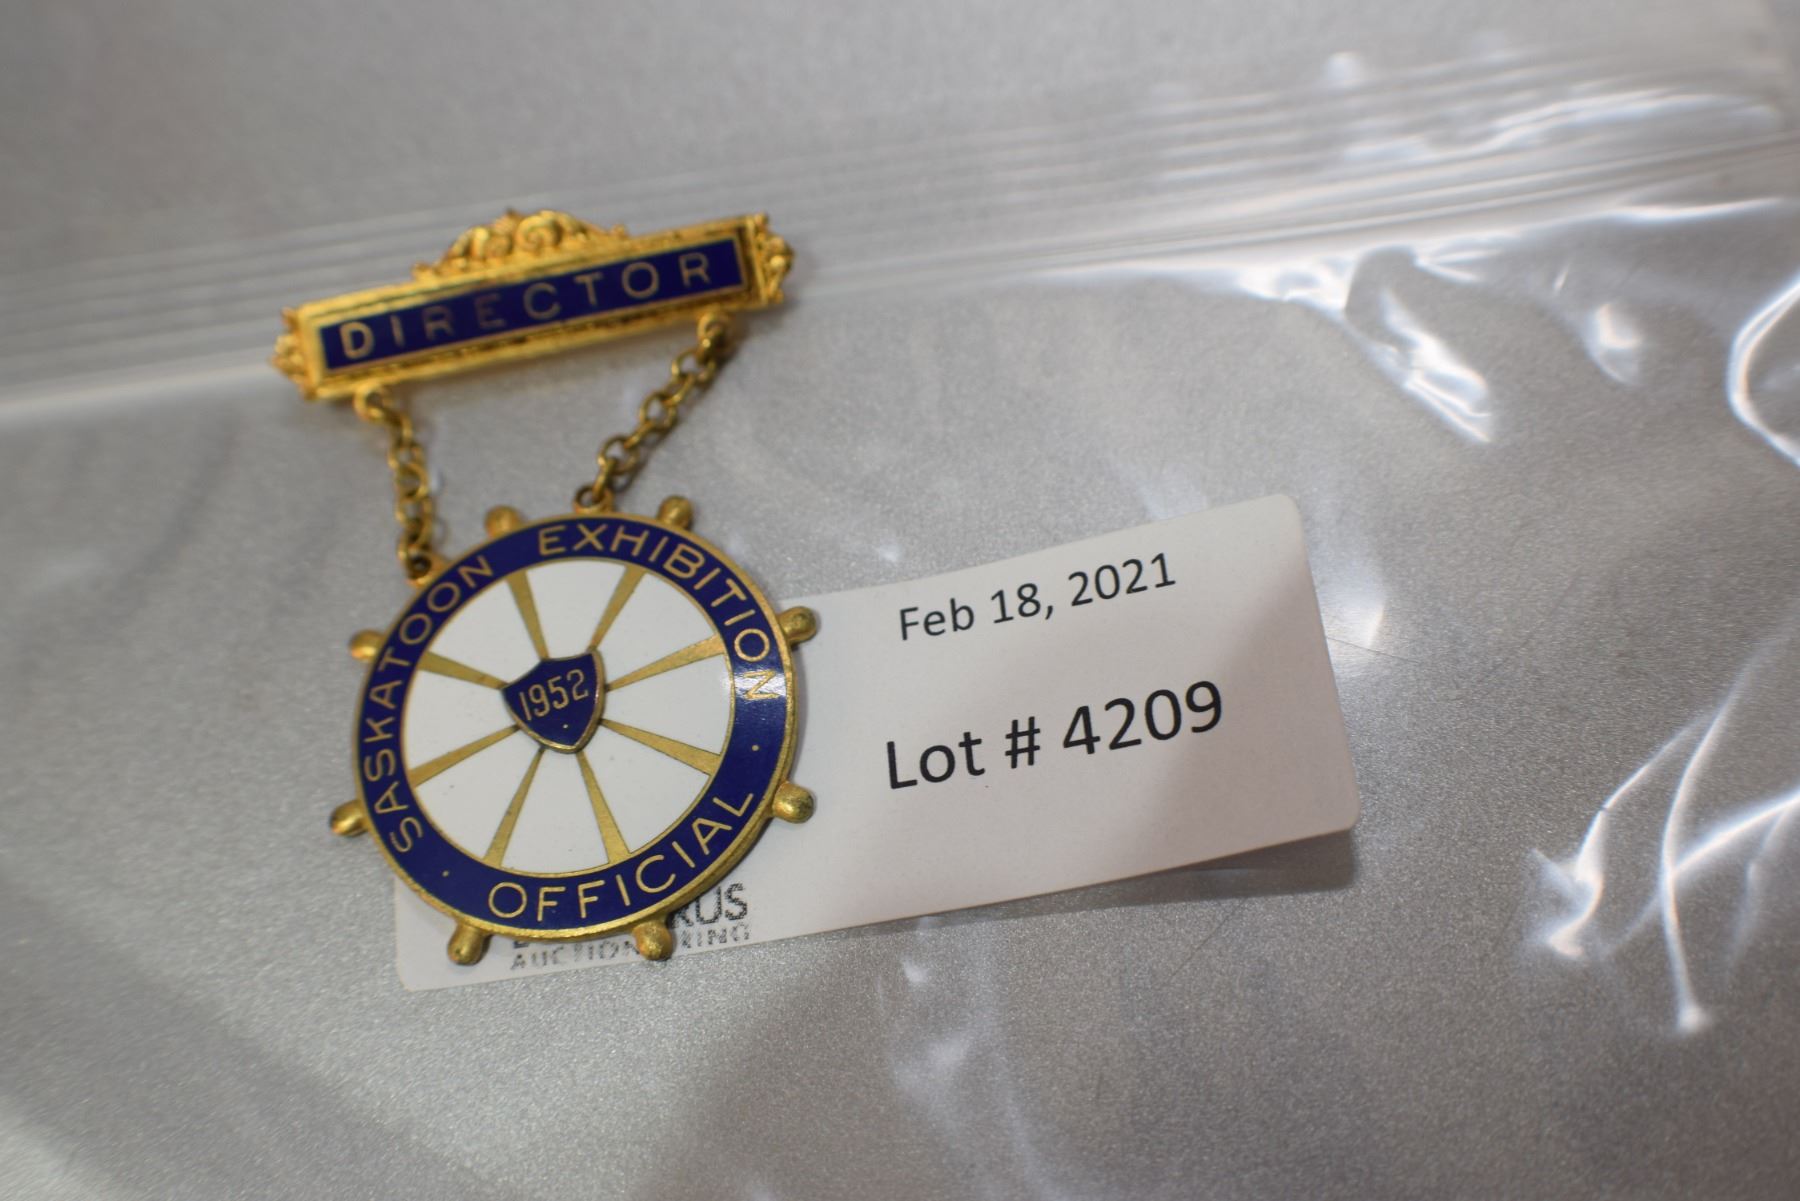 DIRECTOR
SASKATOON EXHIBITION
1952
OFFICIAL
Feb 18, 2021
Lot # 4209